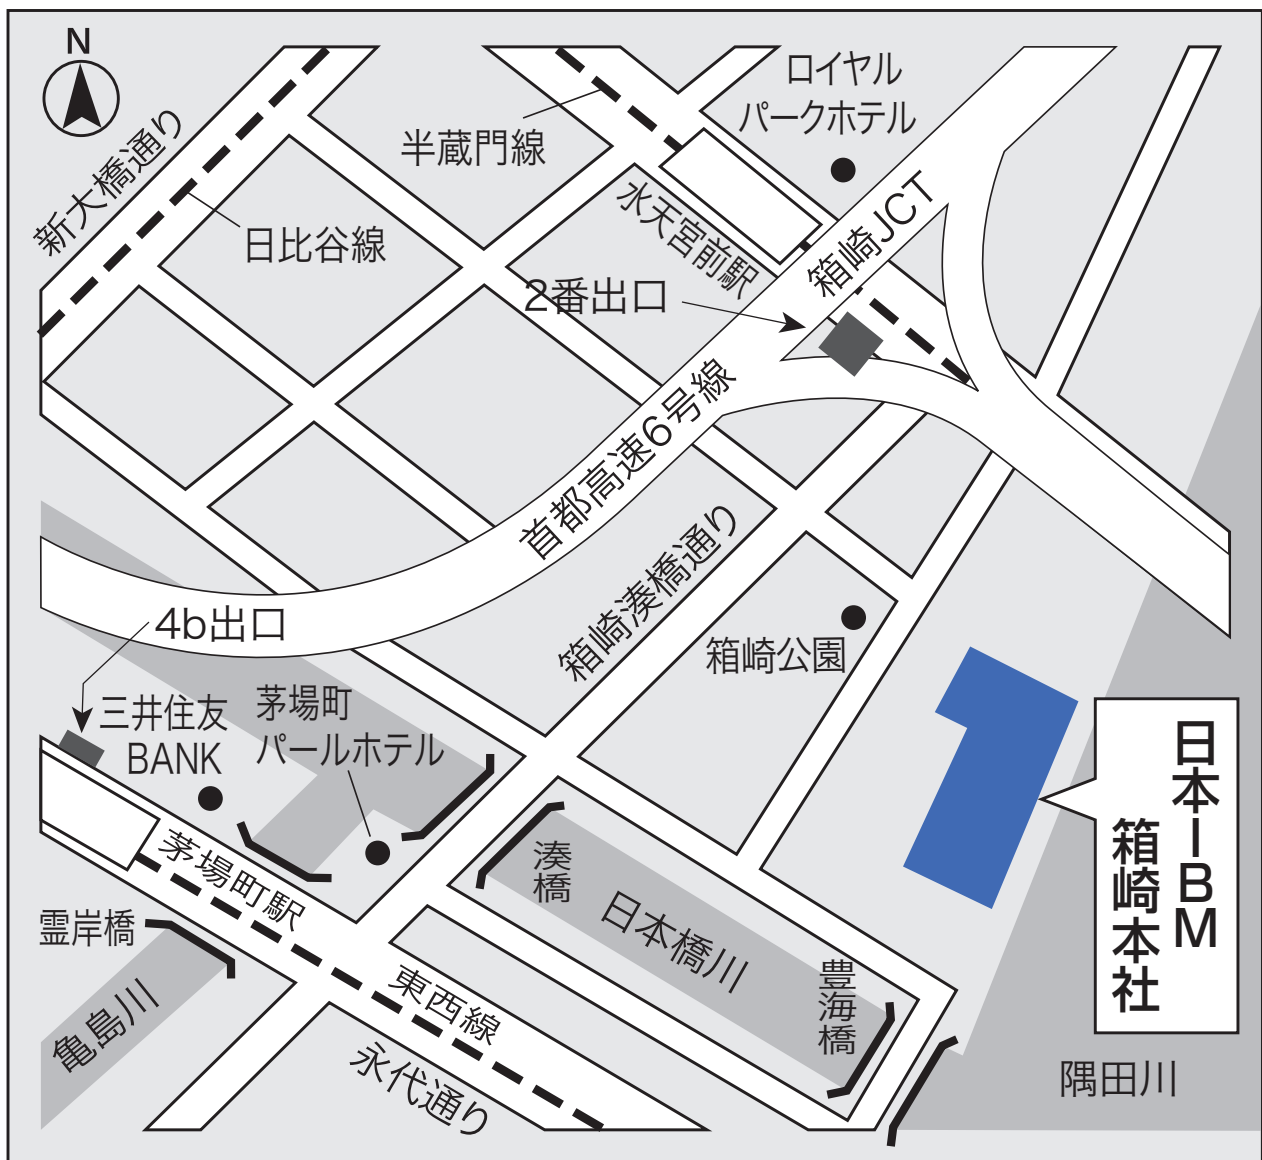 N
ロイヤル
パークホテル
半蔵門線
新大橋通り
日比谷線
水天宮前駅
箱崎JCT
2番出口
首都高速6号線
箱崎湊橋通り
4b出口
箱崎公園
三井住友
BANK
茅場町
パールホテル
日本IBM
箱崎本社
茅場町駅
湊橋
日本橋川
霊岸橋
豊海橋
亀島川
東西線
永代通り
隅田川